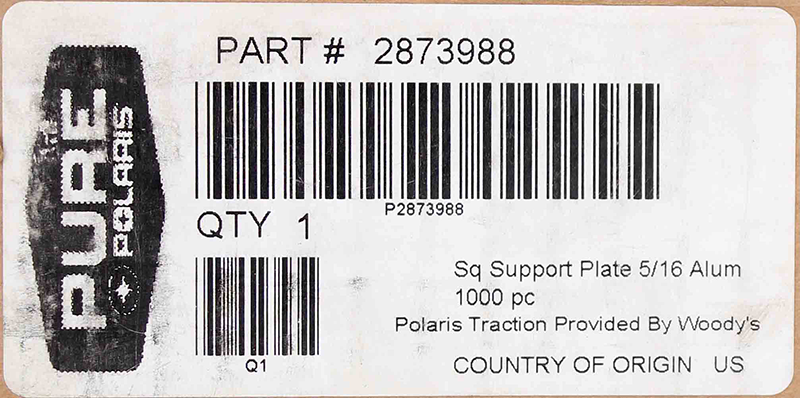 PURE
POLARIS
PART # 2873988
P2873988
QTY 1
Q1
Sq Support Plate 5/16 Alum
1000 pc
Polaris Traction Provided By Woody's
COUNTRY OF ORIGIN US